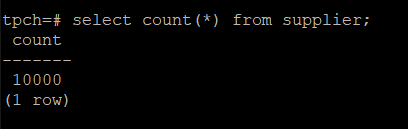 tpch=# select count(*) from supplier;
 count
-------
 10000
(1 row)